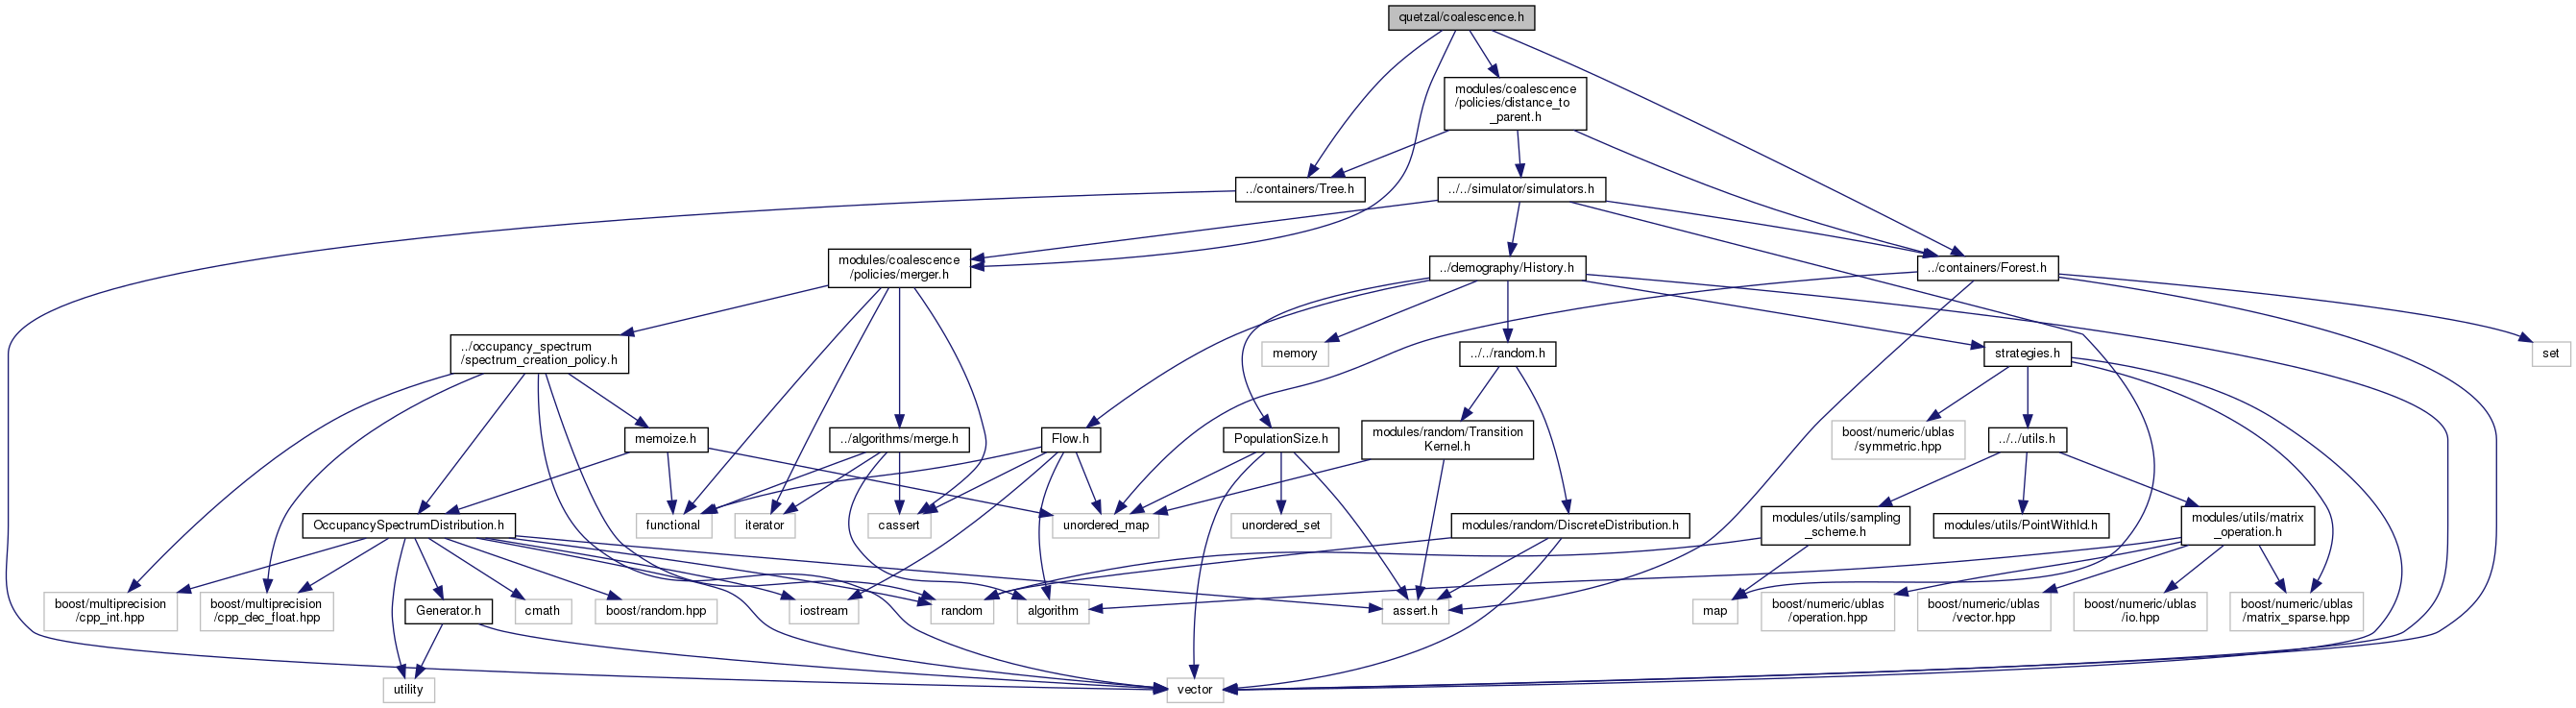 quetzal/coalescence.h
modules/coalescence
/policies/distance_to
_parent.h
../containers/Tree.h
../../simulator/simulators.h
modules/coalescence
/policies/merger.h
../demography/History.h
../containers/Forest.h
../occupancy_spectrum
/spectrum_creation_policy.h
memory
../../random.h
strategies.h
set
memoize.h
../algorithms/merge.h
Flow.h
PopulationSize.h
modules/random/Transition
Kernel.h
boost/numeric/ublas
/symmetric.hpp
../../utils.h
OccupancySpectrumDistribution.h
functional
iterator
cassert
unordered_map
unordered_set
modules/random/DiscreteDistribution.h
modules/utils/sampling
_scheme.h
modules/utils/PointWithId.h
modules/utils/matrix
_operation.h
boost/multiprecision
/cpp_int.hpp
boost/multiprecision
/cpp_dec_float.hpp
Generator.h
cmath
boost/random.hpp
iostream
random
algorithm
assert.h
map
boost/numeric/ublas
/operation.hpp
boost/numeric/ublas
/vector.hpp
boost/numeric/ublas
/io.hpp
boost/numeric/ublas
/matrix_sparse.hpp
utility
vector